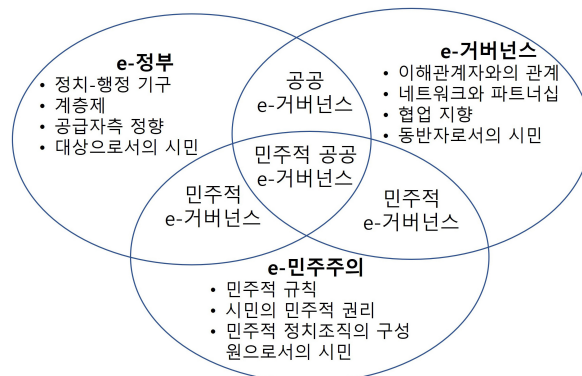 e-정부
• 정치-행정 기구
• 계층제
• 공급자측 정향
• 대상으로서의 시민
공공
e-거버넌스
e-거버넌스
• 이해관계자와의 관계
• 네트워크와 파트너십
• 협업 지향
• 동반자로서의 시민
민주적 공공
e-거버넌스
민주적
e-거버넌스
민주적
e-거버넌스
e-민주주의
• 민주적 규칙
• 시민의 민주적 권리
• 민주적 정치조직의 구성
원으로서의 시민